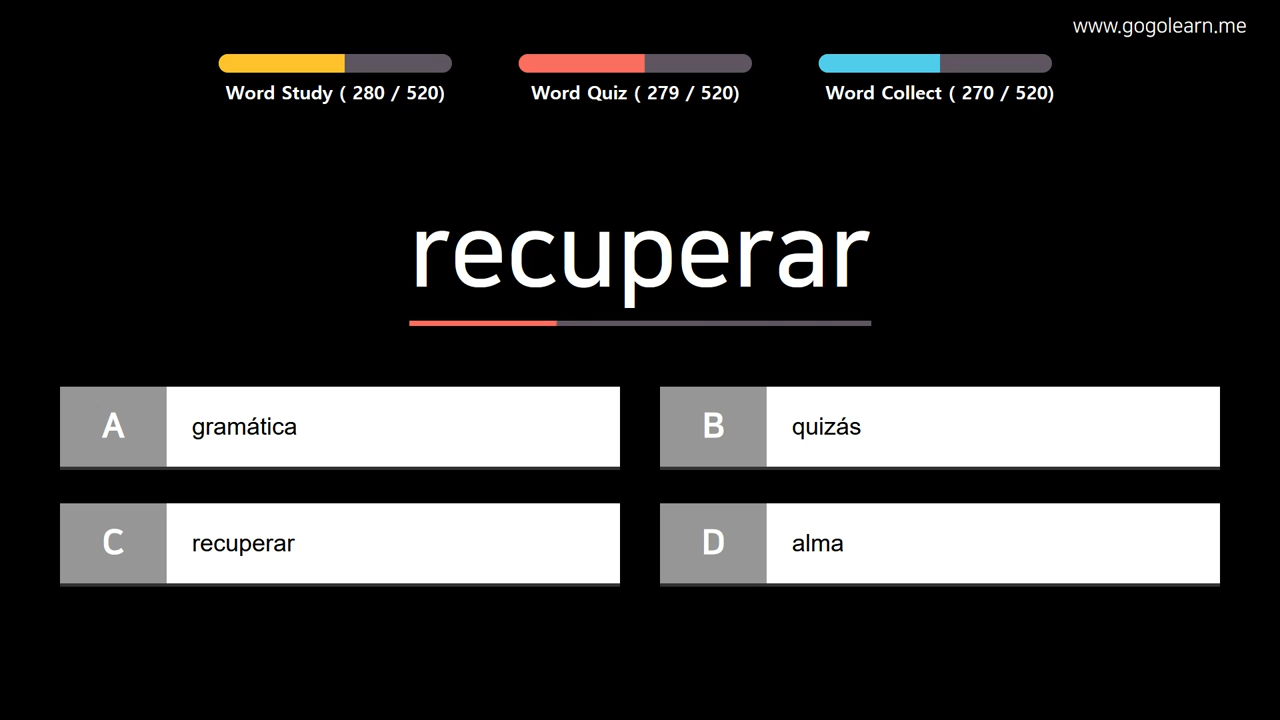 www.gogolearn.me
Word Study ( 280 / 520)
Word Quiz ( 279 / 520)
Word Collect ( 270 / 520)
recuperar
A gramática
B quizás
C recuperar
D alma